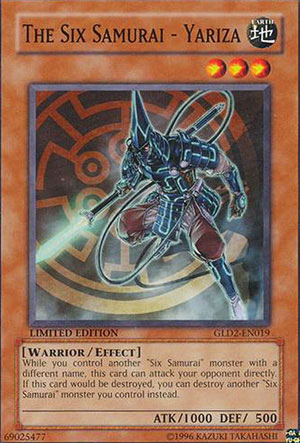 THE SIX SAMURAI - YARIZA
EARTH
地
LIMITED EDITION
GLD2-EN019
[WARRIOR/EFFECT]
While you control another "Six Samurai" monster with a
different name, this card can attack your opponent directly.
If this card would be destroyed, you can destroy another "Six
Samurai" monster you control instead.
ATK/1000 DEF/ 500
69025477
©1996 KAZUKI TAKAHASHI